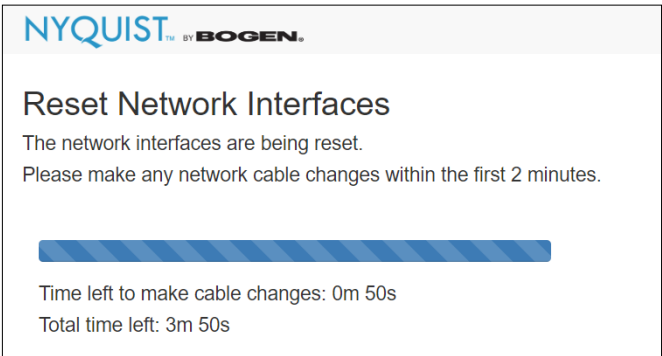 NYQUIST™ BY BOGEN®
Reset Network Interfaces
The network interfaces are being reset.
Please make any network cable changes within the first 2 minutes.
Time left to make cable changes: 0m 50s
Total time left: 3m 50s